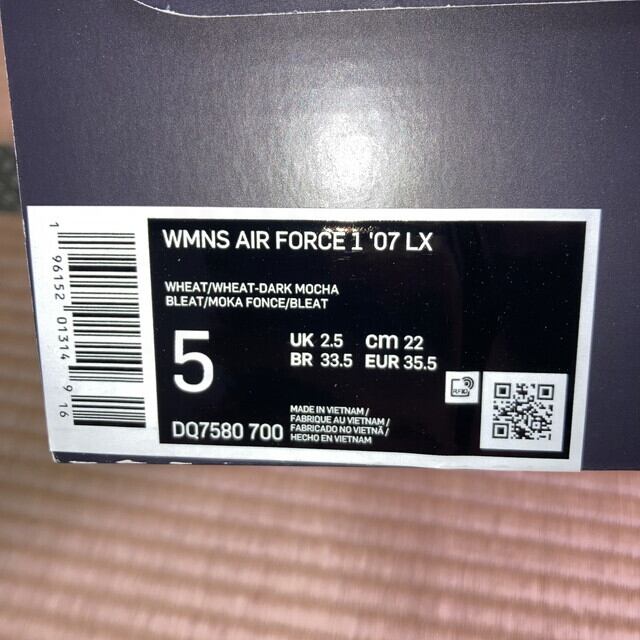 WMNS AIR FORCE 1 '07 LX
WHEAT/WHEAT-DARK MOCHA
BLEAT/MOKA FONCE/BLEAT
5
UK 2.5 cm 22
BR 33.5 EUR 35.5
RFID
DQ7580 700
MADE IN VIETNAM /
FABRIQUE AU VIETNAM /
FABRICADO NO VIETNÃ /
HECHO EN VIETNAM
1 96152 01314 9 16